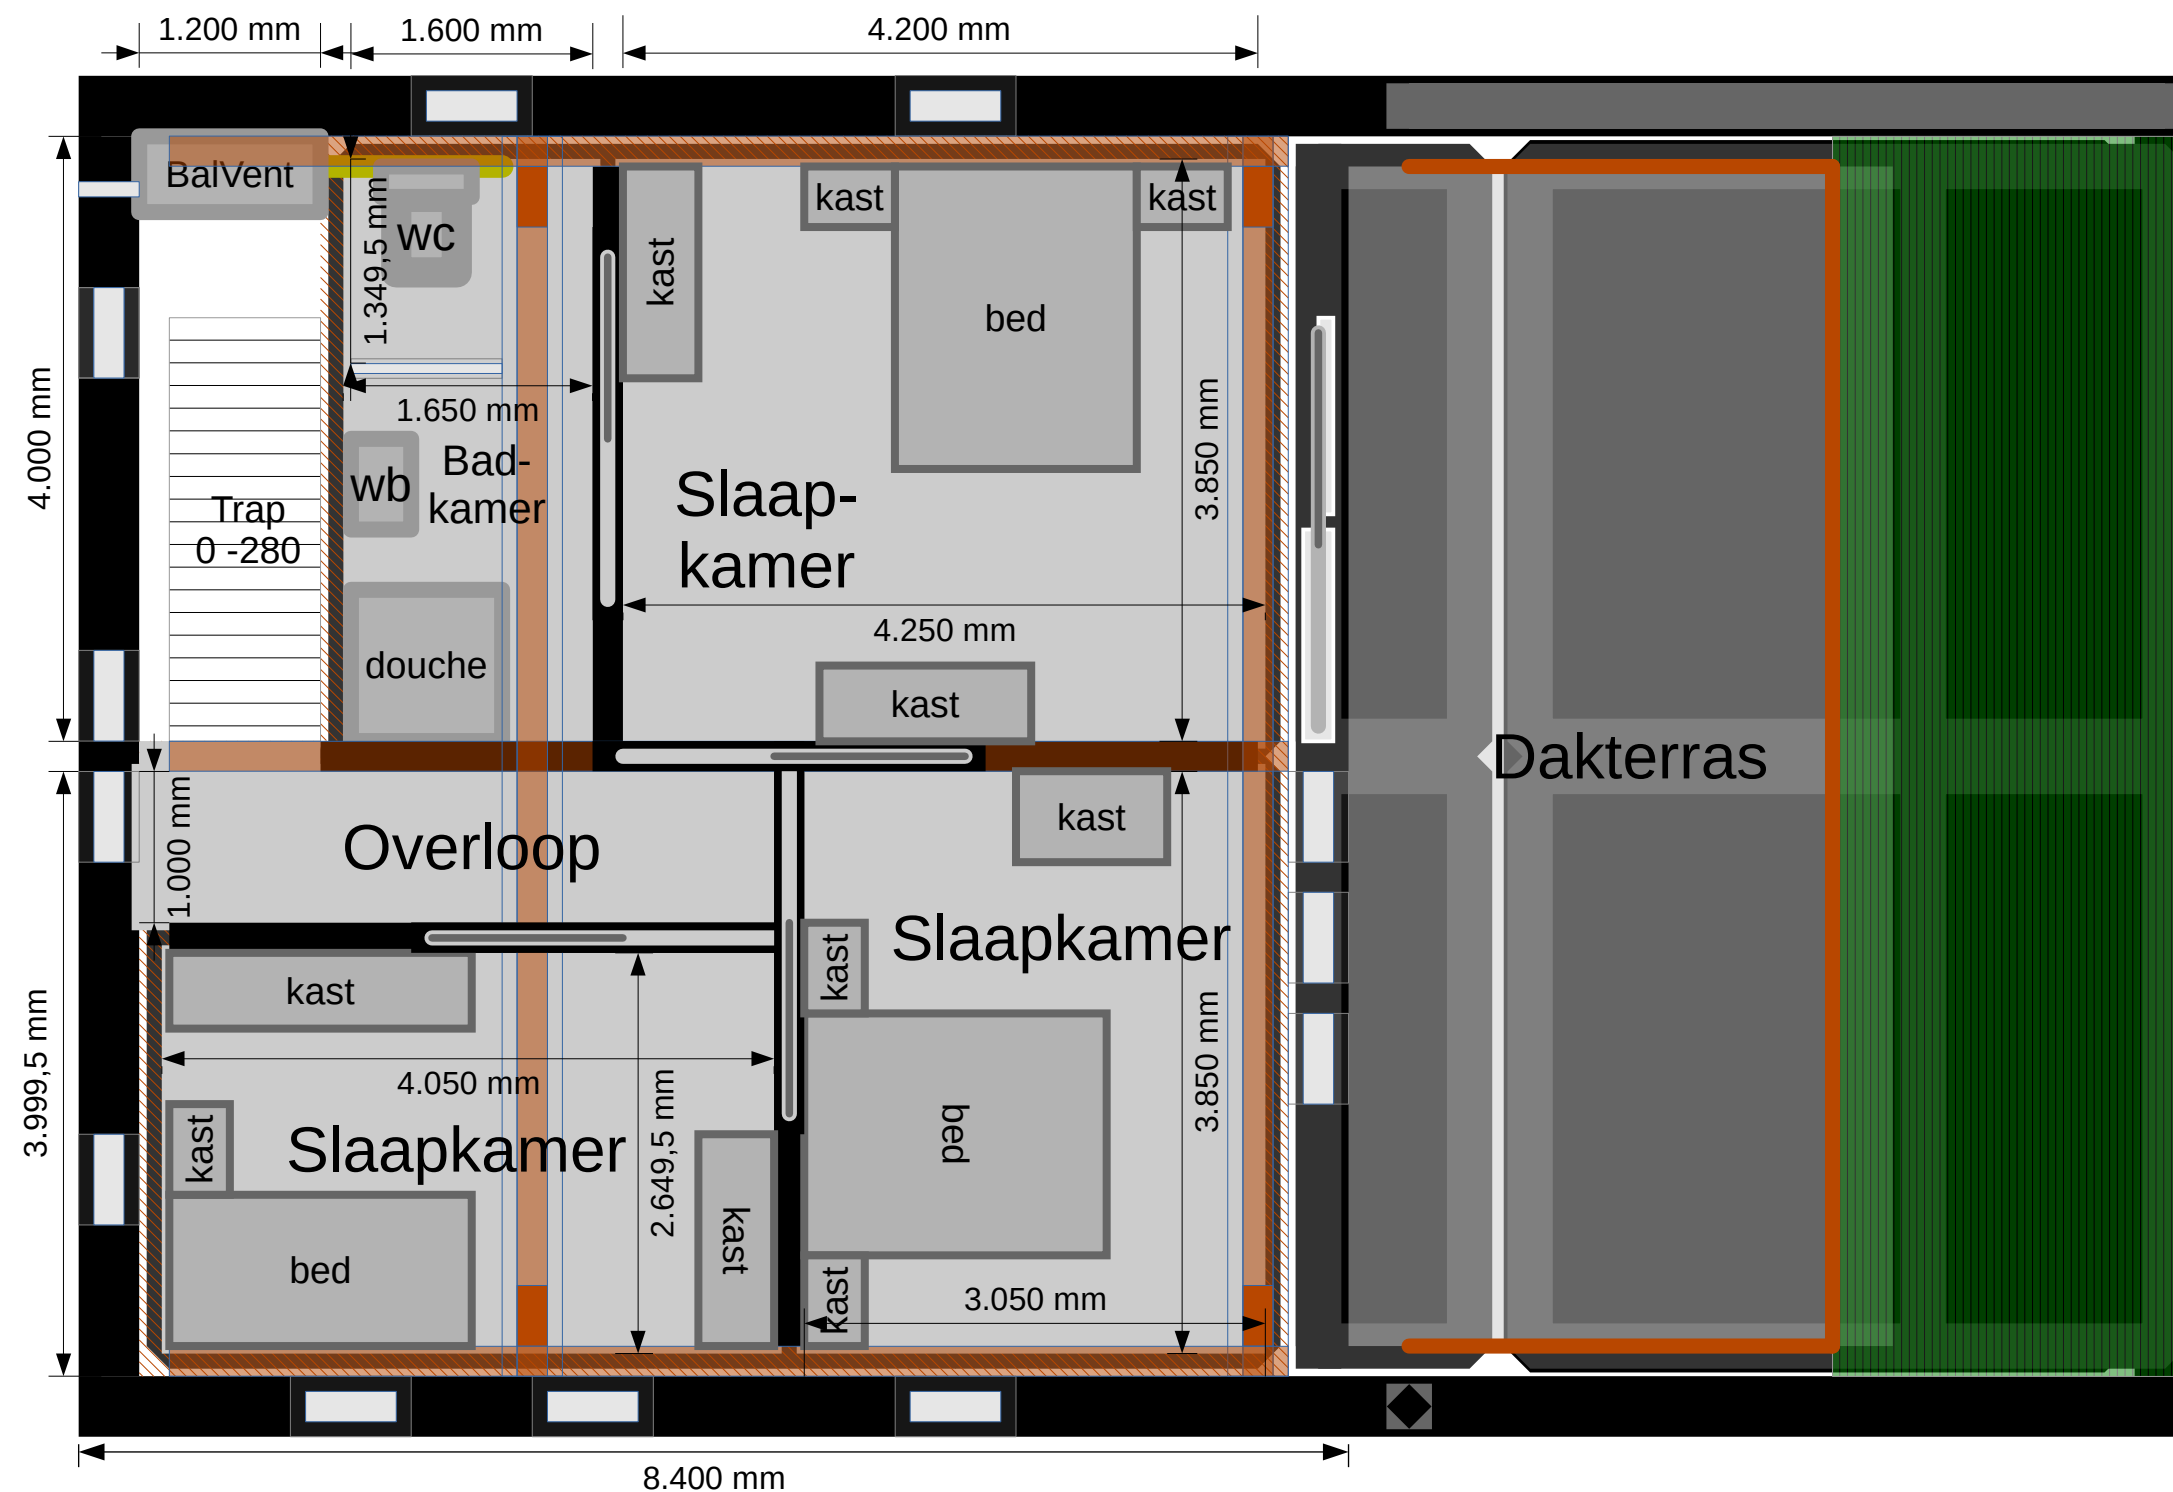 1.200 mm
1.600 mm
4.200 mm
BalVent
wc
1.349,5 mm
kast
kast
kast
bed
4.000 mm
1.650 mm
3.850 mm
Bad-
kamer
wb
Trap
0 -280
Slaap-
kamer
4.250 mm
douche
kast
Dakterras
1.000 mm
Overloop
kast
Slaapkamer
kast
kast
3.999,5 mm
4.050 mm
2.649,5 mm
3.850 mm
bed
kast
Slaapkamer
kast
bed
kast
3.050 mm
8.400 mm